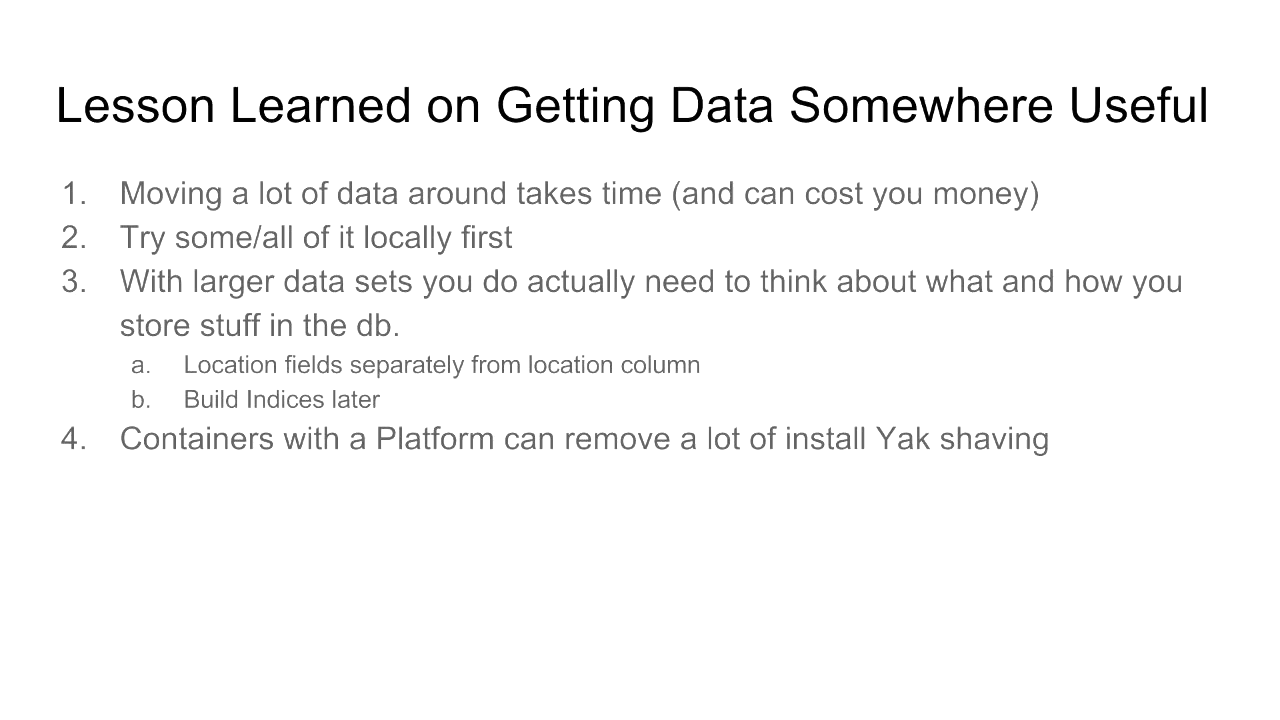 Lesson Learned on Getting Data Somewhere Useful
1. Moving a lot of data around takes time (and can cost you money)
2. Try some/all of it locally first
3. With larger data sets you do actually need to think about what and how you
store stuff in the db.
a. Location fields separately from location column
b. Build Indices later
4. Containers with a Platform can remove a lot of install Yak shaving